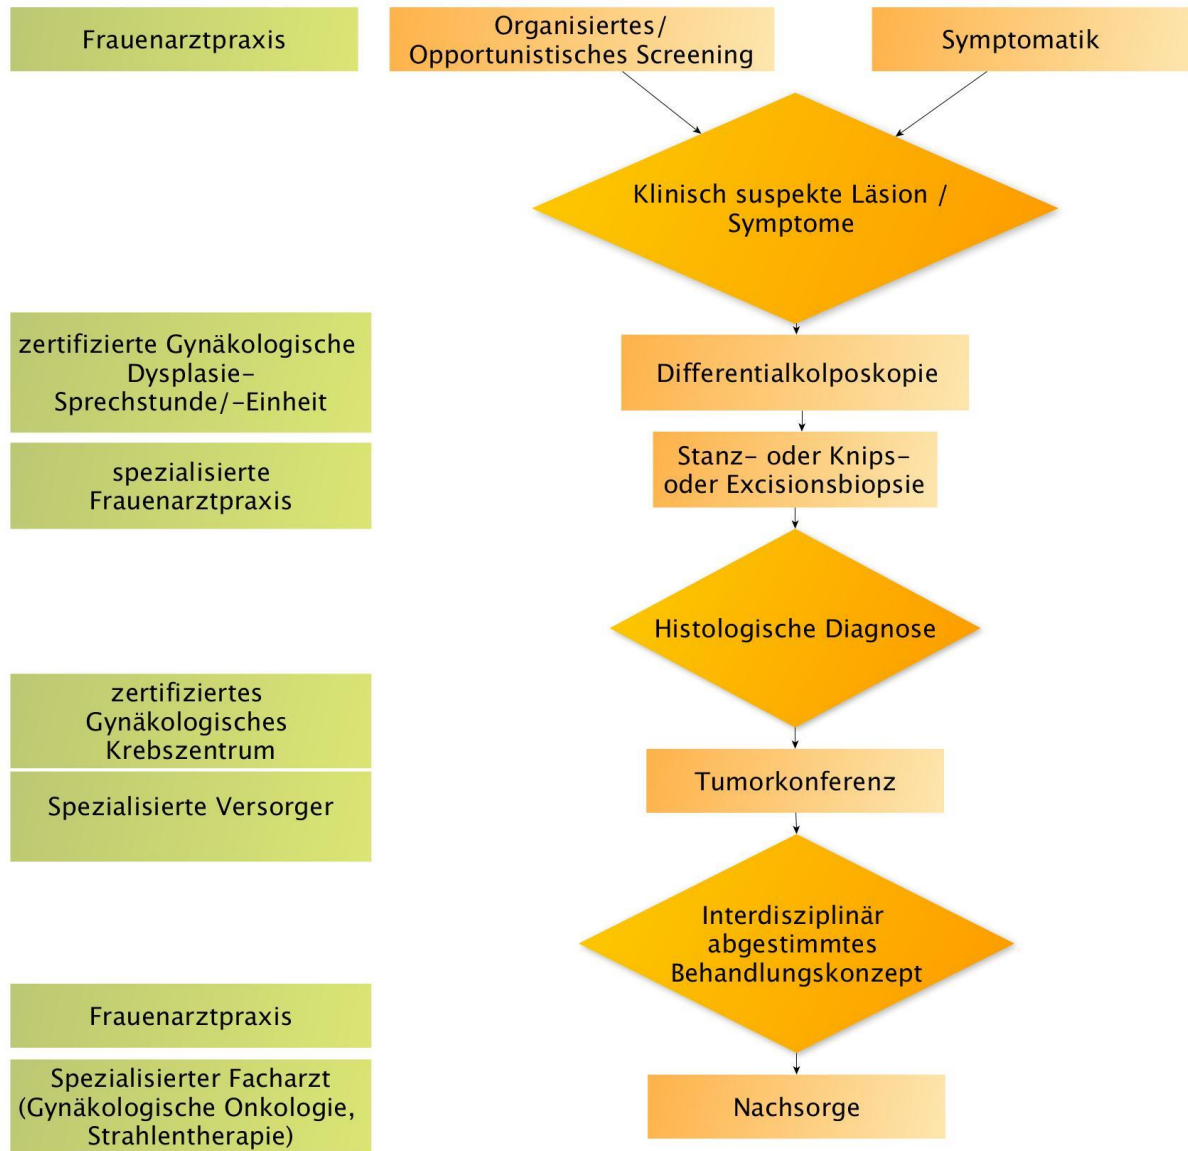 Frauenarztpraxis
Organisiertes/
Opportunistisches Screening
Symptomatik
Klinisch suspekte Läsion /
Symptome
zertifizierte Gynäkologische
Dysplasie-
Sprechstunde/-Einheit
Differentialkolposkopie
spezialisierte
Frauenarztpraxis
Stanz- oder Knips-
oder Excisionsbiopsie
Histologische Diagnose
zertifiziertes
Gynäkologisches
Krebszentrum
Tumorkonferenz
Spezialisierte Versorger
Interdisziplinär
abgestimmtes
Behandlungskonzept
Frauenarztpraxis
Spezialisierter Facharzt
(Gynäkologische Onkologie,
Strahlentherapie)
Nachsorge